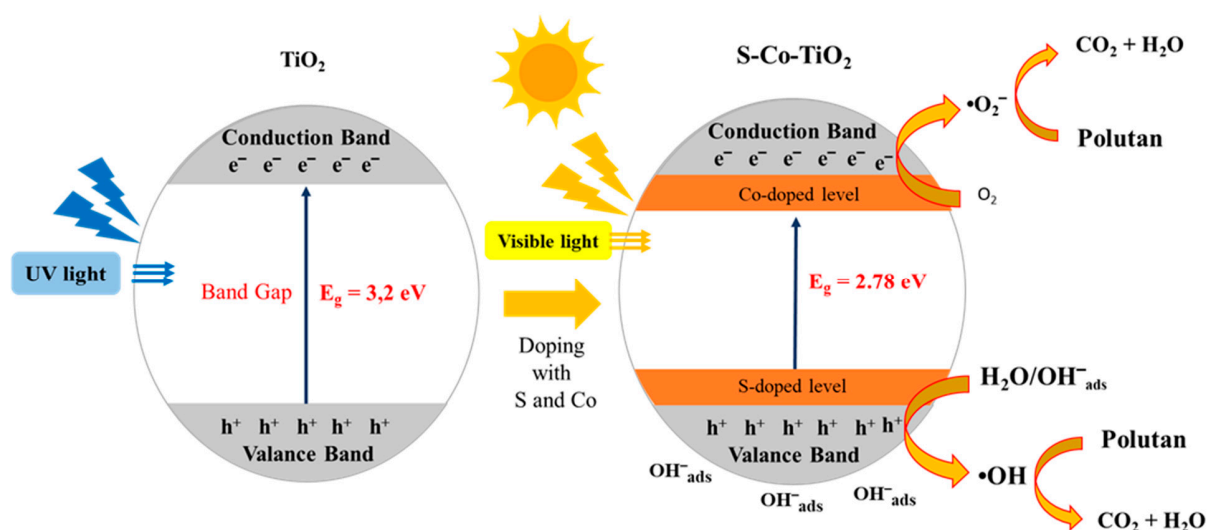 TiO₂
Conduction Band
e⁻ e⁻ e⁻ e⁻ e⁻
UV light
Band Gap
E_g = 3,2 eV
h⁺ h⁺ h⁺ h⁺ h⁺
Valance Band
Visible light
Doping
with
S and Co
S-Co-TiO₂
Conduction Band
e⁻ e⁻ e⁻ e⁻ e⁻ e⁻
Co-doped level
E_g = 2.78 eV
S-doped level
h⁺ h⁺ h⁺ h⁺ h⁺ h⁺
Valance Band
OH⁻ads
OH⁻ads
OH⁻ads
CO₂ + H₂O
•O₂⁻
Polutan
O₂
H₂O/OH⁻ads
Polutan
•OH
CO₂ + H₂O